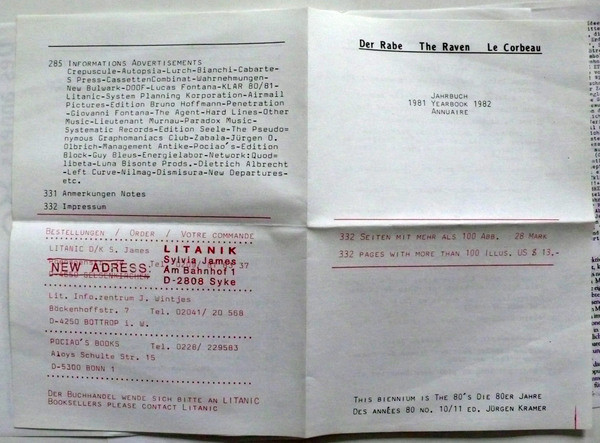 285 Informations Advertisements
Crepuscule-Autopsia-Lurch-Bianchi-Cabarte-
S Press-CassettenCombinat-Wahrnehmungen-
New Bulwark-DOOF-Lucas Fontana-KLAR 80/81-
Litanic-System Planking Korporation-Airmail
Pictures-Edition Bruno Hoffmann-Penetration
-Giovanni Fontana-The Agent-Hard Lines-Other
Music-Lieutenant Murnau-Paradox Music-
Systematic Records-Edition Seele-The Pseudo=
nymous Graphomaniacs Club-Zabala-Jürgen O.
Olbrich-Management Antike-Pociao's-Edition
Block-Guy Bleus-Energielabor-Network:Quod=
libeta-Luna Bisonte Prods.-Dietrich Albrecht
-Left Curve-Nilmag-Dismisura-New Departures-
etc.
331 Anmerkungen Notes
332 Impressum
Bestellungen / Order / Votre commande
LITANIC D/K S. James
LITANIK
Sylvia James
NEW ADRESS:
37
Am Bahnhof 1
D-2808 Syke
Lit. Info.zentrum J. Wintjes
Böckenhoffstr. 7 Tel. 02041/ 20 568
D-4250 BOTTROP i. W.
POCIAO'S BOOKS Tel. 0228/ 229583
Aloys Schulte Str. 15
D-5300 BONN 1
Der Buchhandel wende sich bitte an LITANIC
Booksellers please contact Litanic
Der Rabe The Raven Le Corbeau
Jahrbuch
1981 Yearbook 1982
Annuaire
332 Seiten mit mehr als 100 Abb. 28 Mark
332 pages with more than 100 illus. US $ 13,-
This biennium is The 80's Die 80er Jahre
Des années 80 no. 10/11 ed. Jürgen Kramer